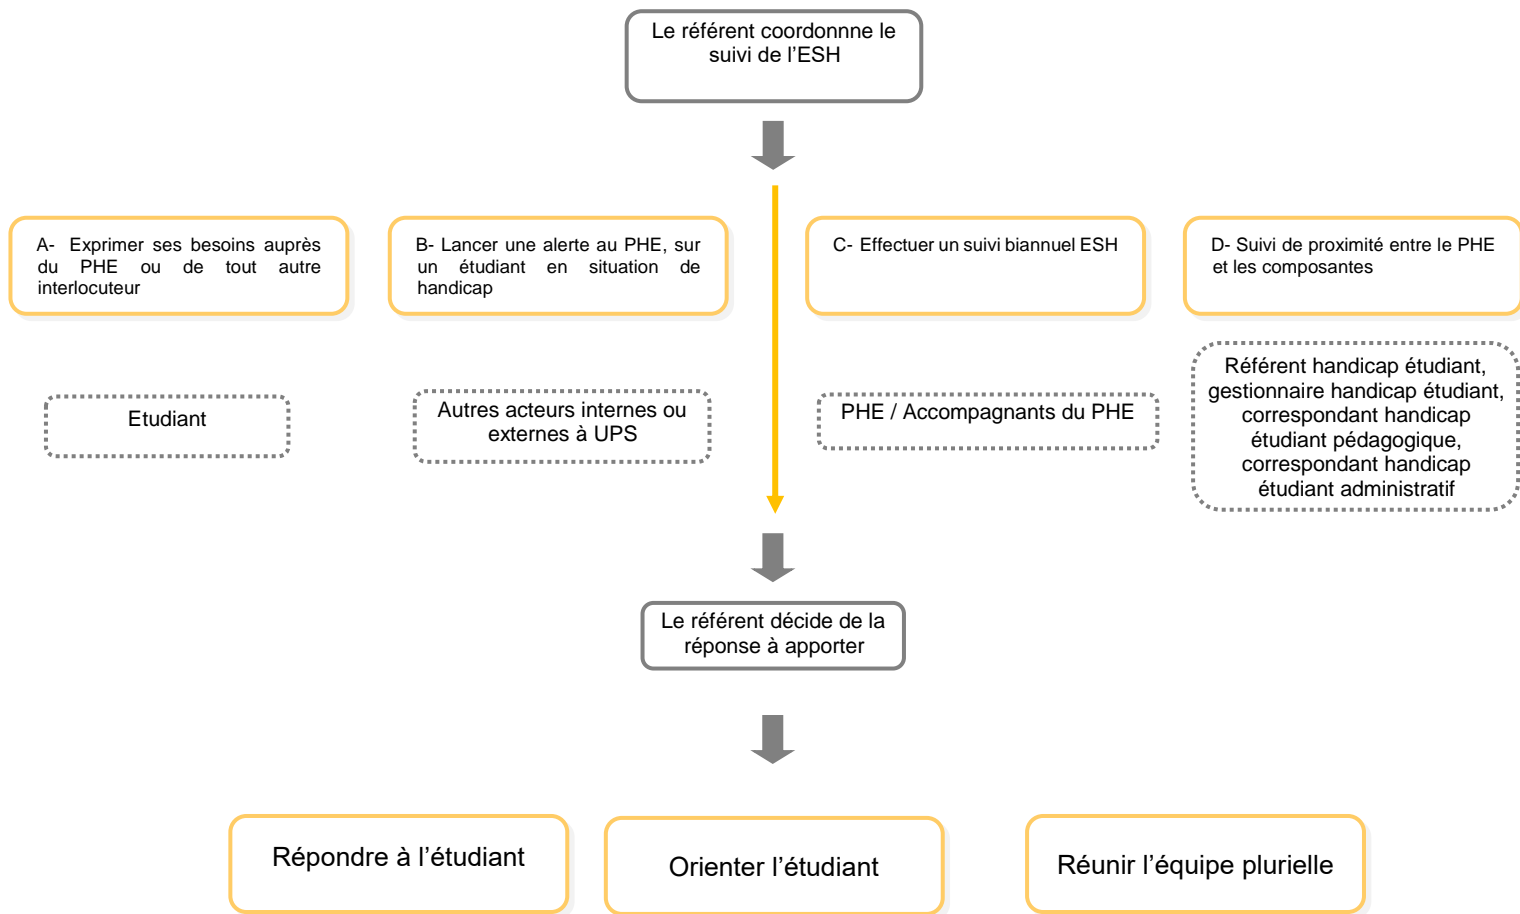 Le référent coordonnne le
suivi de l’ESH
A- Exprimer ses besoins auprès
du PHE ou de tout autre
interlocuteur
B- Lancer une alerte au PHE, sur
un étudiant en situation de
handicap
C- Effectuer un suivi biannuel ESH
D- Suivi de proximité entre le PHE
et les composantes
Etudiant
Autres acteurs internes ou
externes à UPS
PHE / Accompagnants du PHE
Référent handicap étudiant,
gestionnaire handicap étudiant,
correspondant handicap
étudiant pédagogique,
correspondant handicap
étudiant administratif
Le référent décide de la
réponse à apporter
Répondre à l’étudiant
Orienter l’étudiant
Réunir l’équipe plurielle